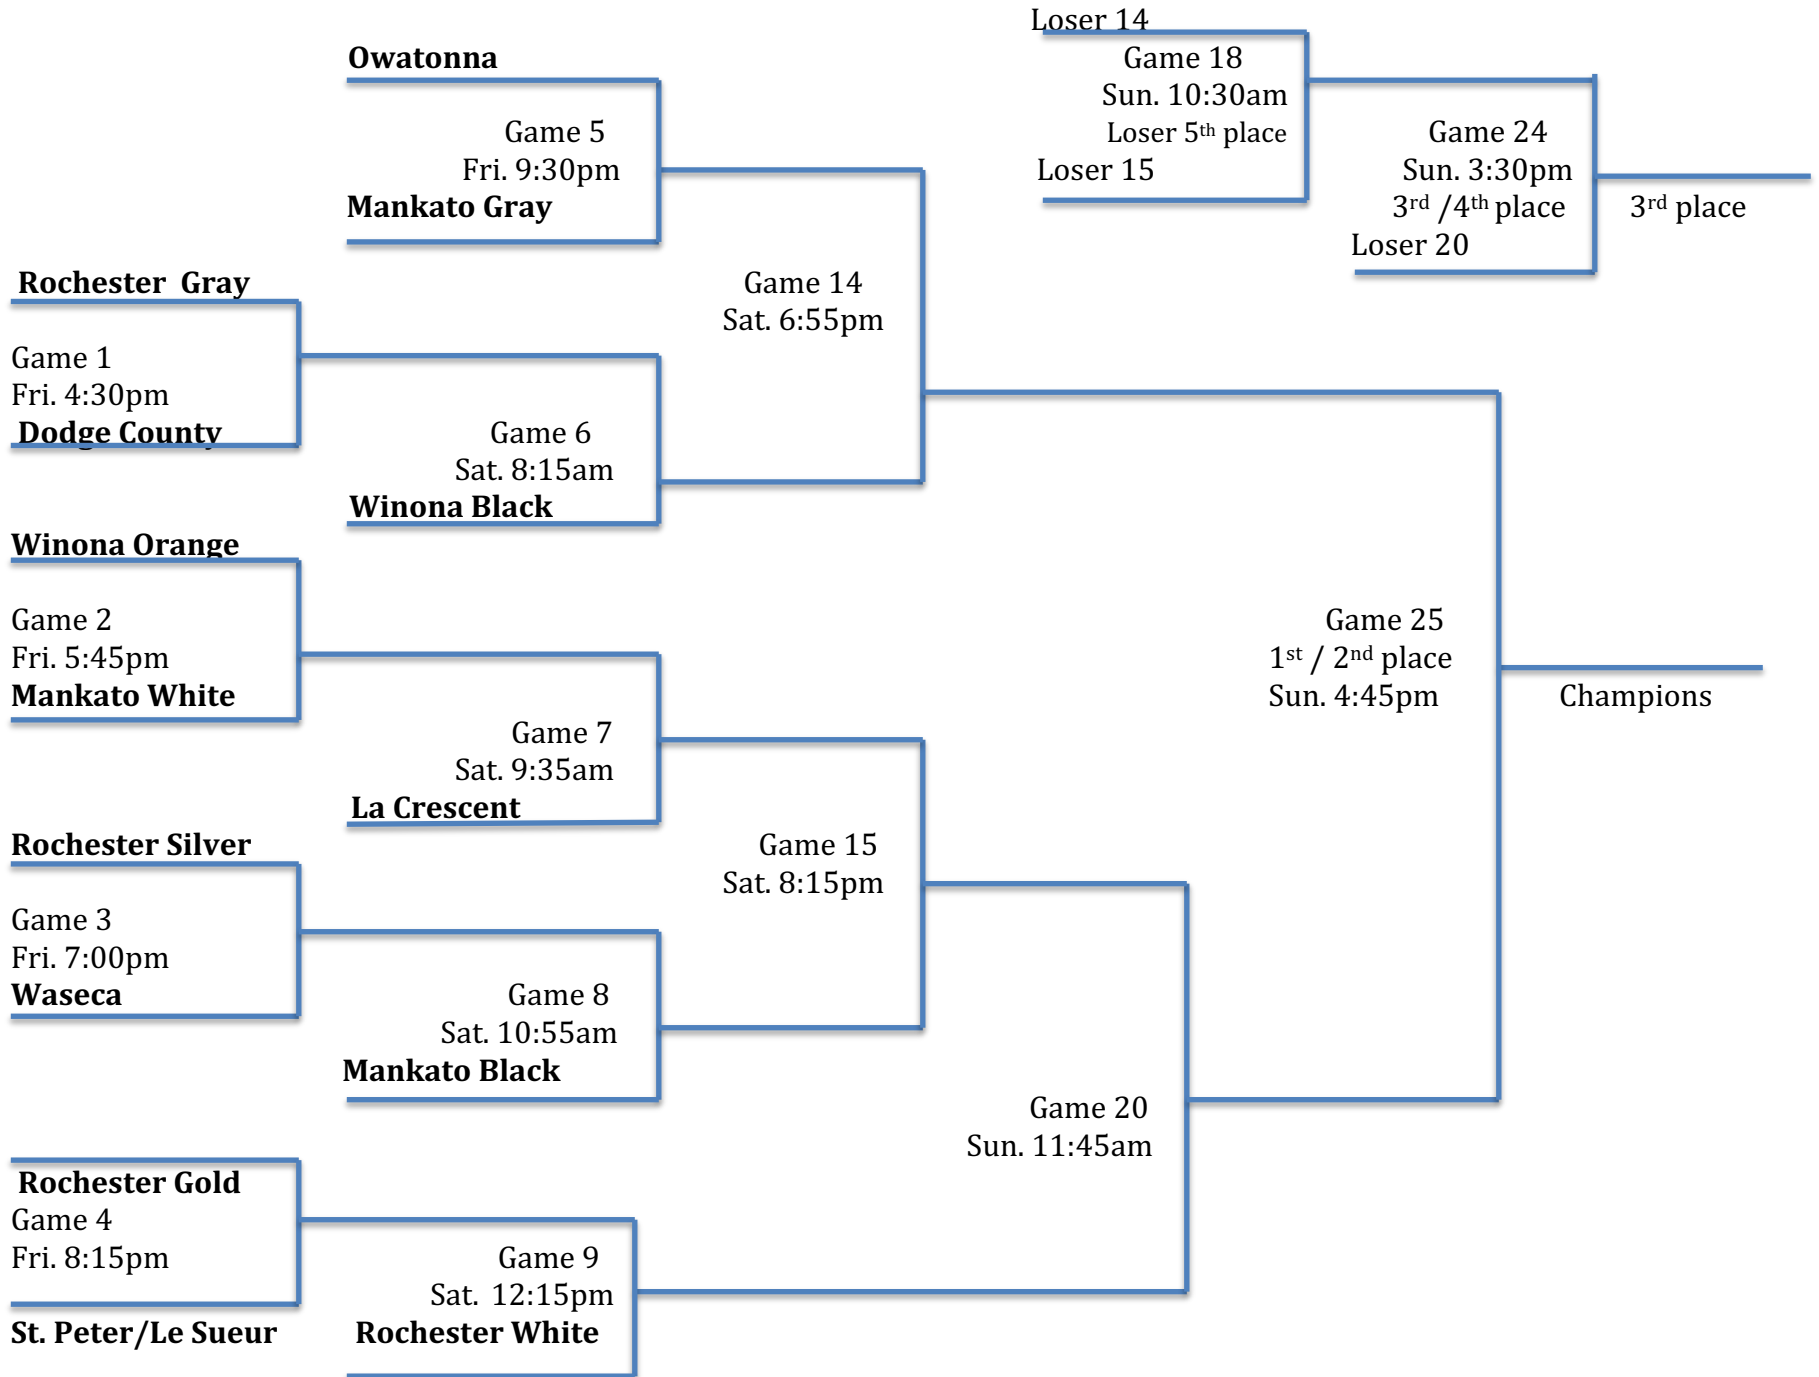 Loser 14
Owatonna
Game 18
Sun. 10:30am
Loser 5th place
Loser 15
Game 5
Fri. 9:30pm
Mankato Gray
Game 24
Sun. 3:30pm
3rd /4th place
3rd place
Loser 20
Rochester  Gray
Game 1
Fri. 4:30pm
Dodge County
Game 14
Sat. 6:55pm
Game 6
Sat. 8:15am
Winona Black
Winona Orange
Game 2
Fri. 5:45pm
Mankato White
Game 25
1st / 2nd place
Sun. 4:45pm
Champions
Game 7
Sat. 9:35am
La Crescent
Rochester Silver
Game 3
Fri. 7:00pm
Waseca
Game 15
Sat. 8:15pm
Game 8
Sat. 10:55am
Mankato Black
Game 20
Sun. 11:45am
Rochester Gold
Game 4
Fri. 8:15pm
St. Peter/Le Sueur
Game 9
Sat.  12:15pm
Rochester White